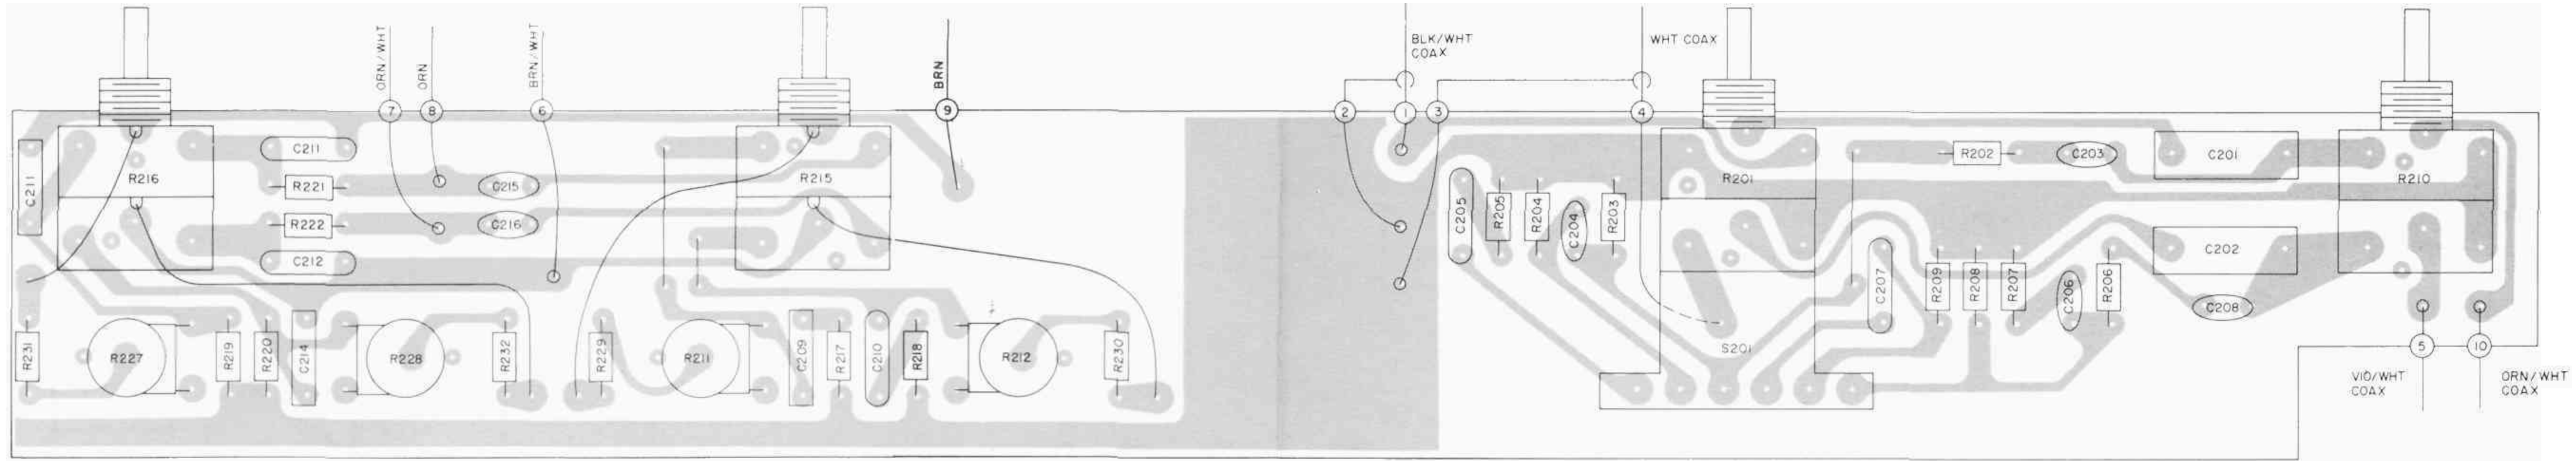 ORN/WHT
ORN
BRN/WHT
BRN
BLK/WHT
COAX
WHT COAX
7
8
6
9
2
1
3
4
C211
R216
C211
R221
R222
C212
C215
C216
R215
C205
R205
R204
C204
R203
R201
R202
C203
C201
R210
C207
R209
R208
R207
C206
R206
C202
C208
R231
R227
R219
R220
C214
R228
R232
R229
R211
C209
R217
C210
R218
R212
R230
S201
5
10
VIO/WHT
COAX
ORN/WHT
COAX